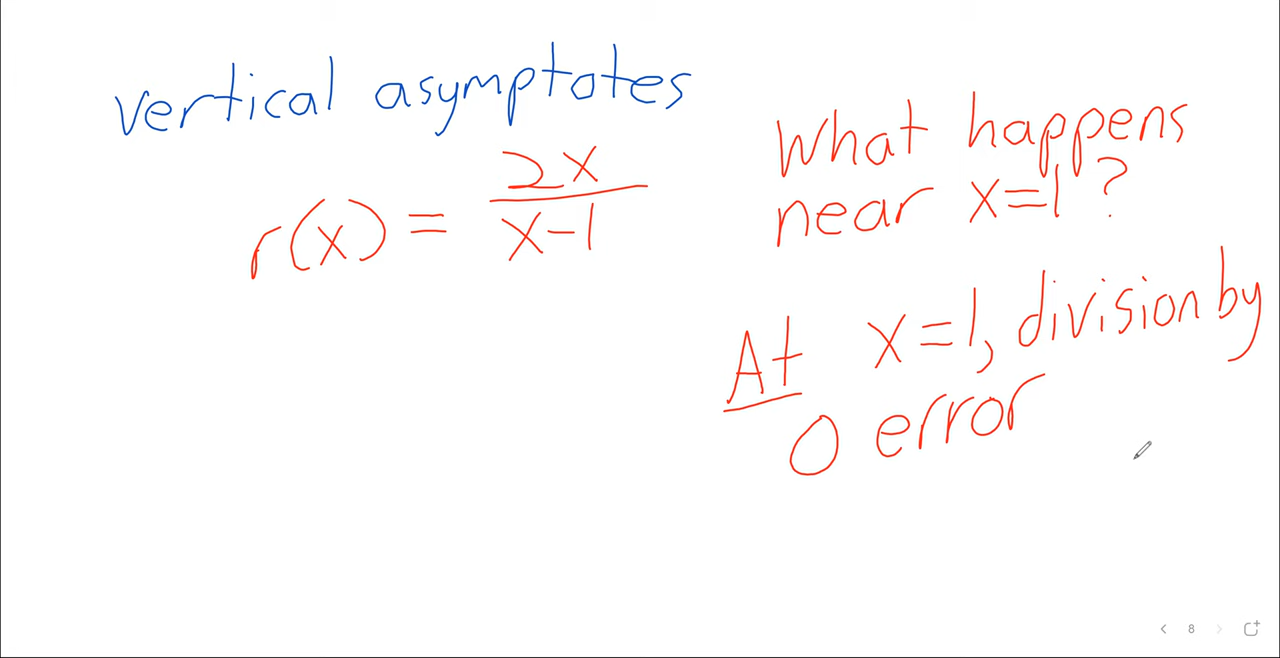 vertical asymptotes
r(x) = 2x / x-1
What happens
near x=1 ?
At x=1, division by
0 error
8